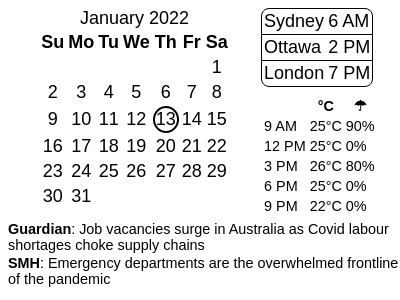 January 2022
Su Mo Tu We Th Fr Sa
1
2 3 4 5 6 7 8
9 10 11 12 13 14 15
16 17 18 19 20 21 22
23 24 25 26 27 28 29
30 31
Sydney 6 AM
Ottawa 2 PM
London 7 PM
°C ☂
9 AM 25°C 90%
12 PM 25°C 0%
3 PM 26°C 80%
6 PM 25°C 0%
9 PM 22°C 0%
Guardian: Job vacancies surge in Australia as Covid labour
shortages choke supply chains
SMH: Emergency departments are the overwhelmed frontline
of the pandemic